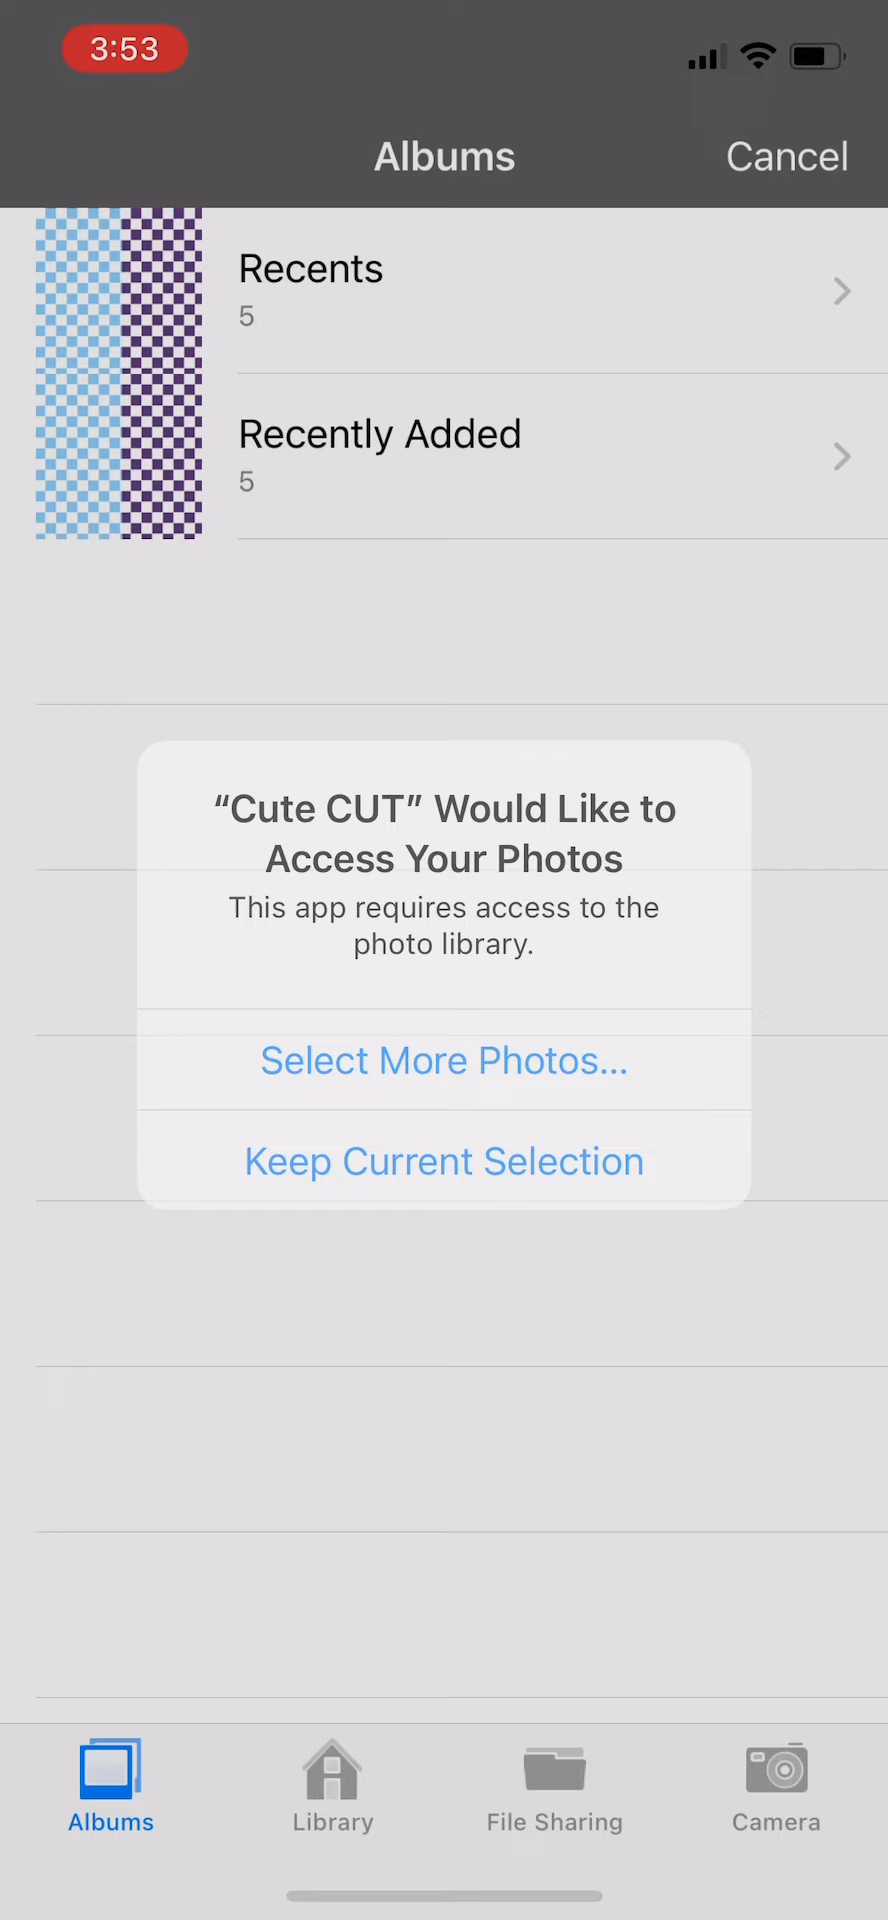 3:53
Albums
Cancel
Recents
5
Recently Added
5
“Cute CUT” Would Like to
Access Your Photos
This app requires access to the
photo library.
Select More Photos...
Keep Current Selection
Albums
Library
File Sharing
Camera